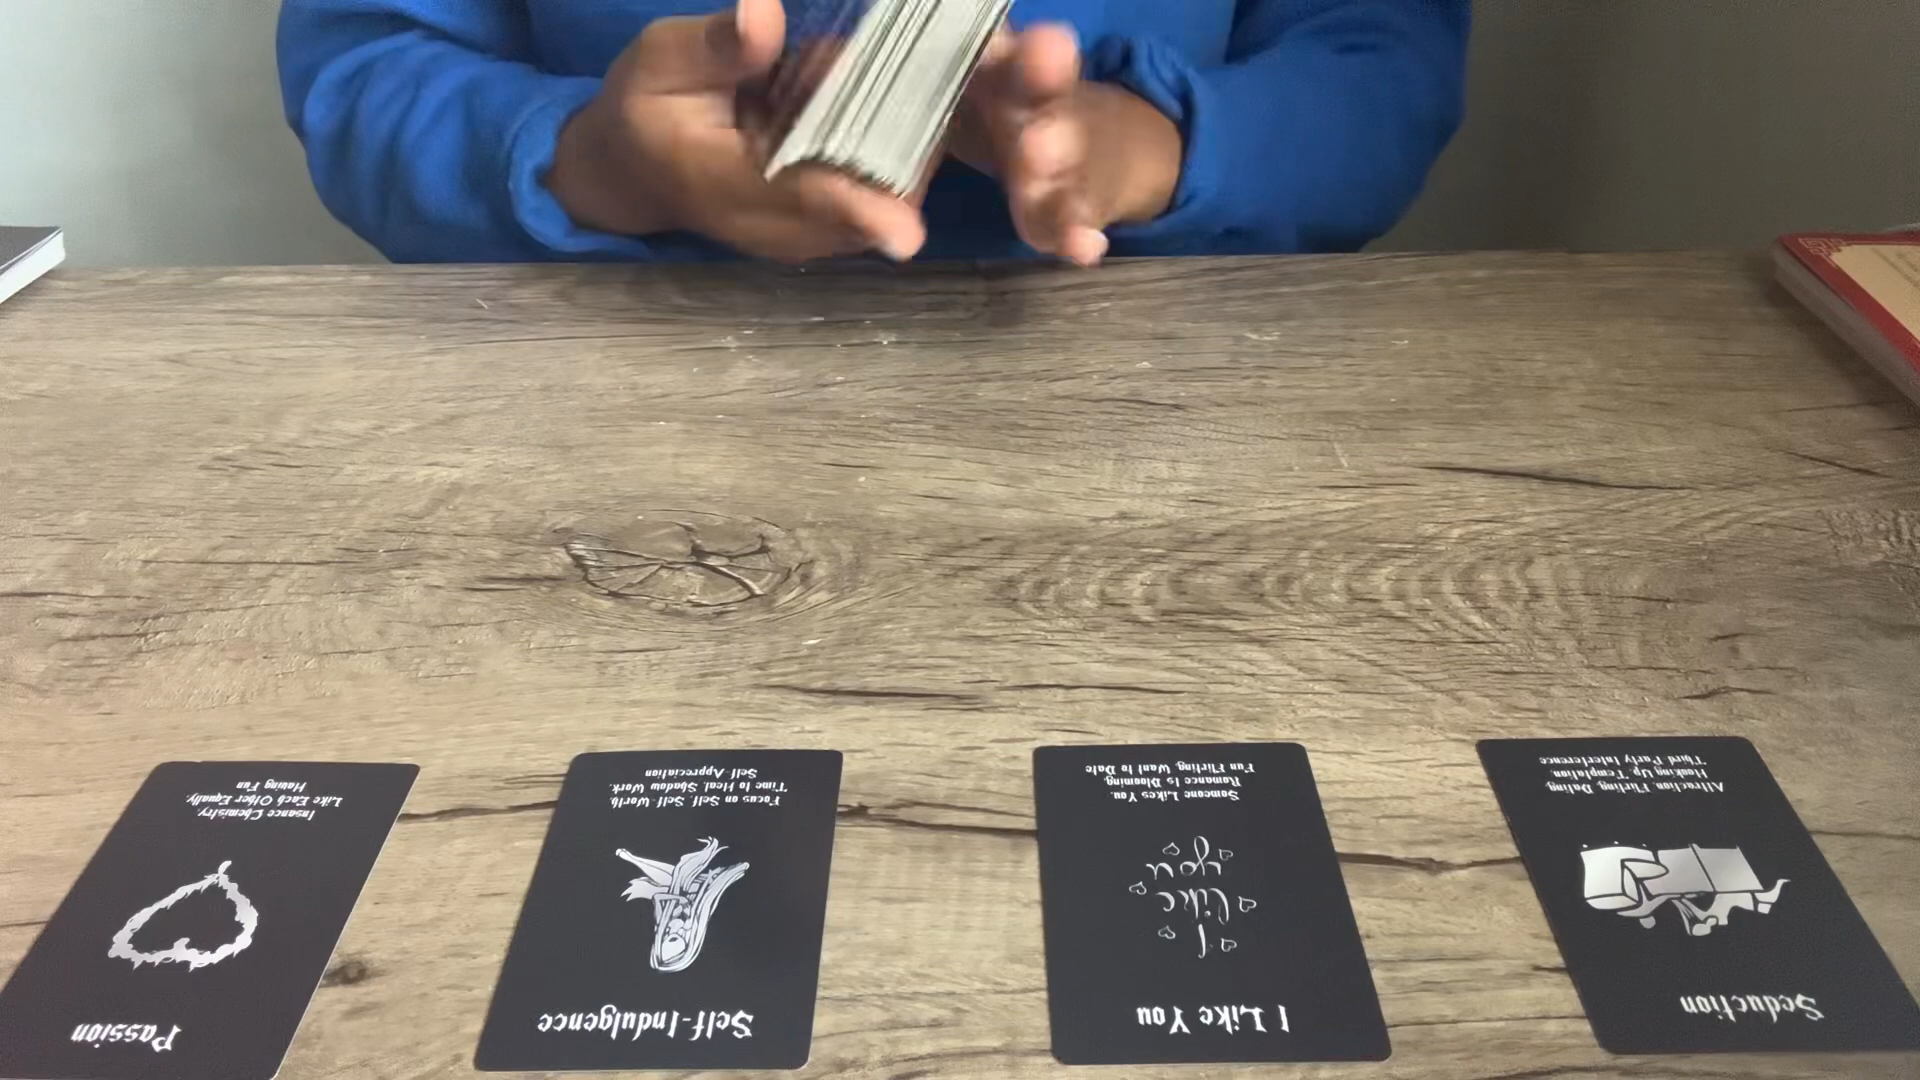 Passion
Insance Chemistry.
Like Each Other Equally.
Having Fun
Self-Indulgence
Focus on Self. Self-Worth.
Time to Heal Shadow Work.
Self-Appreciation
I Like You
I
like
you
Someone Likes You.
Romance Is Blooming.
Fun Flirting. Want to Date
Seduction
Attraction. Flirting. Dating.
Hooking Up. Temptation.
Third Party Interference